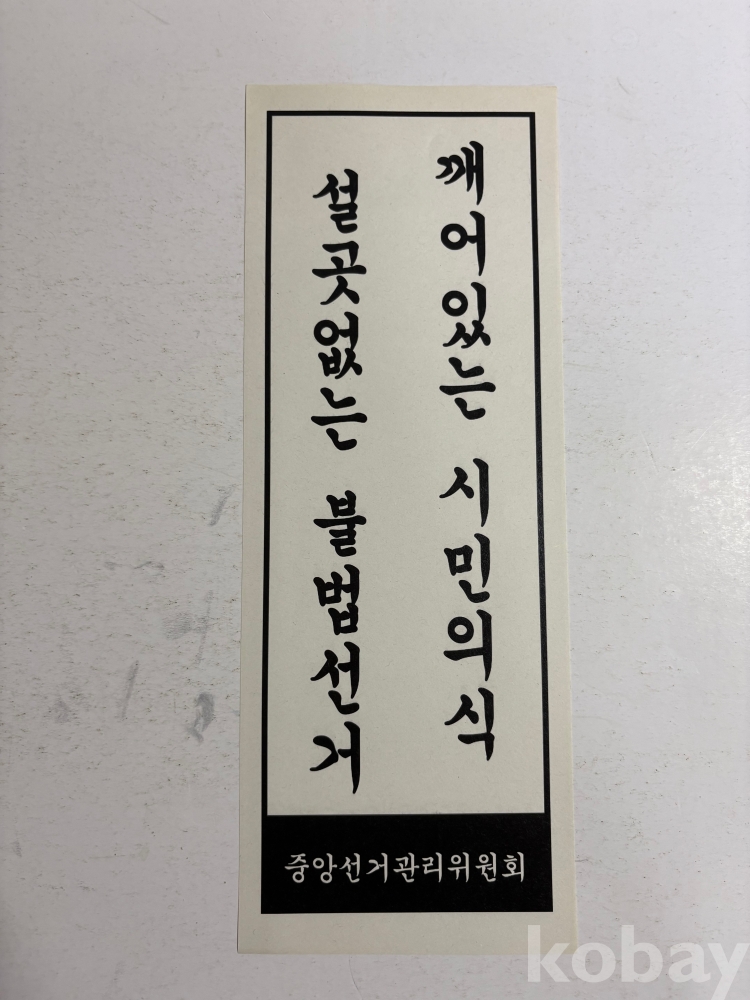 깨어있는 시민의식
설곳없는 불법선거
중앙선거관리위원회
kobay